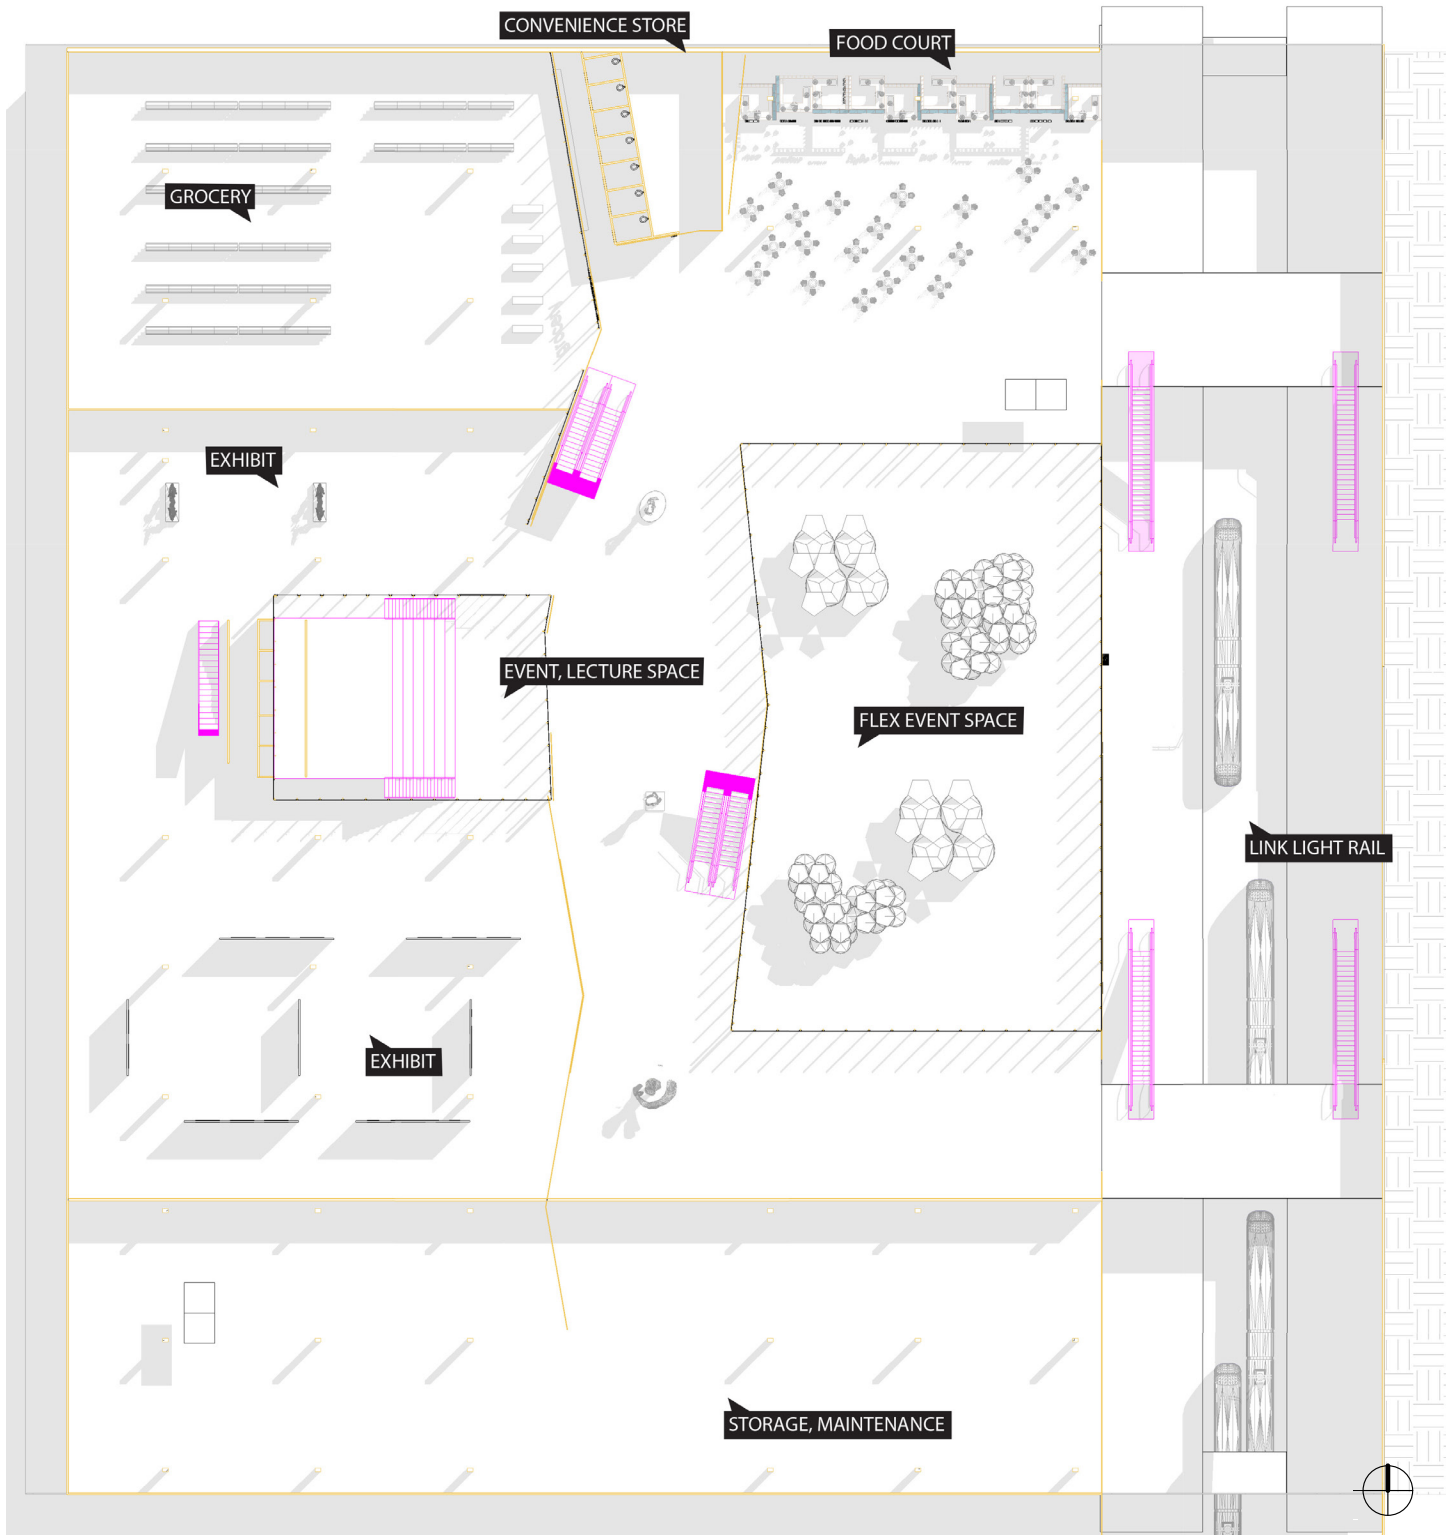 CONVENIENCE STORE
FOOD COURT
GROCERY
EXHIBIT
EVENT, LECTURE SPACE
FLEX EVENT SPACE
LINK LIGHT RAIL
EXHIBIT
STORAGE, MAINTENANCE